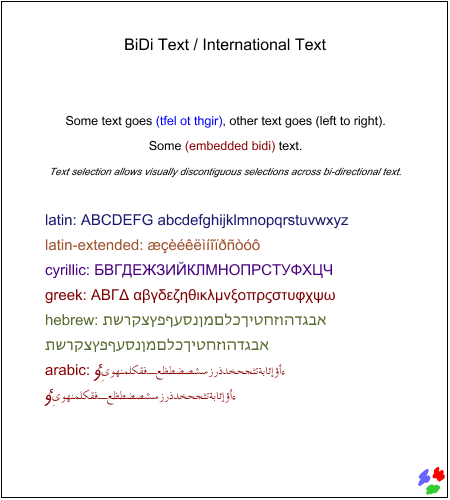 BiDi Text / International Text
Some text goes (tfel ot thgir), other text goes (left to right).
Some (embedded bidi) text.
Text selection allows visually discontiguous selections across bi-directional text.
latin: ABCDEFG abcdefghijklmnopqrstuvwxyz
latin-extended: æçèéêëìíîïðñòóô
cyrillic: БВГДЕЖЗИЙКЛМНОПРСТУФХЦЧ
greek: ΑΒΓΔ αβγδεζηθικλμνξοπρςστυφχψω
hebrew: אבגדהוזחטיךכלםמןנסעףפץצקרשת
אבגדהוזחטיךכלםמןנסעףפץצקרשת
arabic: ءأؤإئابةتثجحخدذرزسشصضطظعـفقكلمنهوي
ءأؤإئابةتثجحخدذرزسشصضطظعـفقكلمنهوي